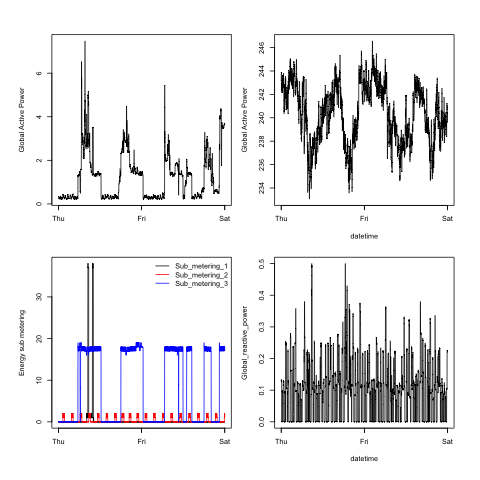 Global Active Power
0
2
4
6
Thu
Fri
Sat
Global Active Power
234
236
238
240
242
244
246
Thu
Fri
Sat
datetime
Energy sub metering
0
10
20
30
Sub_metering_1
Sub_metering_2
Sub_metering_3
Thu
Fri
Sat
Global_reactive_power
0.0
0.1
0.2
0.3
0.4
0.5
Thu
Fri
Sat
datetime